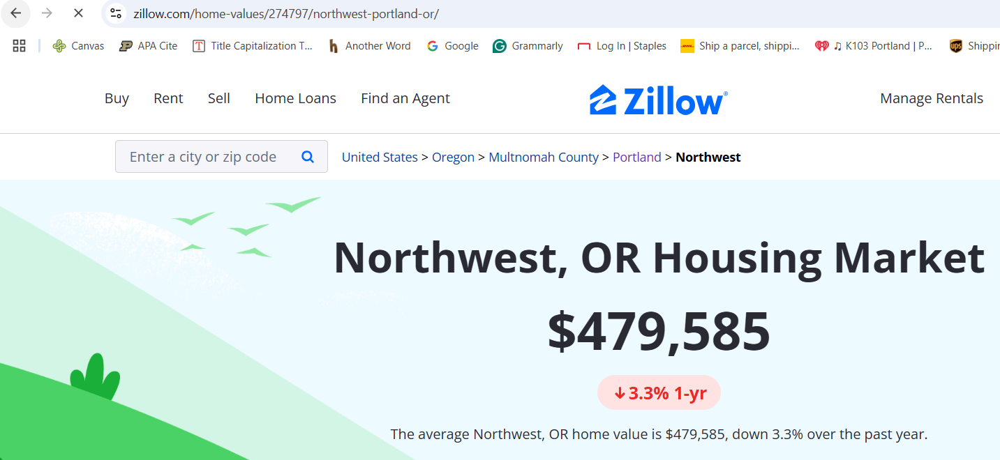 zillow.com/home-values/274797/northwest-portland-or/
Canvas APA Cite T Title Capitalization T... h Another Word G Google G Grammarly Log In | Staples DHL Ship a parcel, shippi... ♫ K103 Portland | P... ups Shippin
Buy Rent Sell Home Loans Find an Agent Zillow® Manage Rentals
Enter a city or zip code United States > Oregon > Multnomah County > Portland > Northwest
Northwest, OR Housing Market
$479,585
↓ 3.3% 1-yr
The average Northwest, OR home value is $479,585, down 3.3% over the past year.